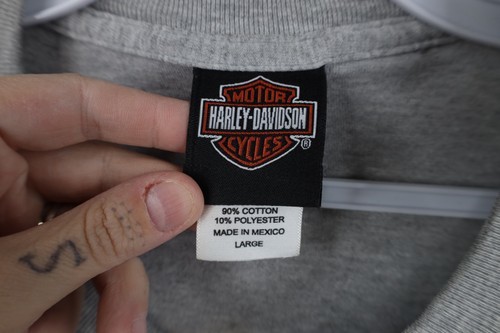 MOTOR
HARLEY-DAVIDSON
CYCLES
®
90% COTTON
10% POLYESTER
MADE IN MEXICO
LARGE